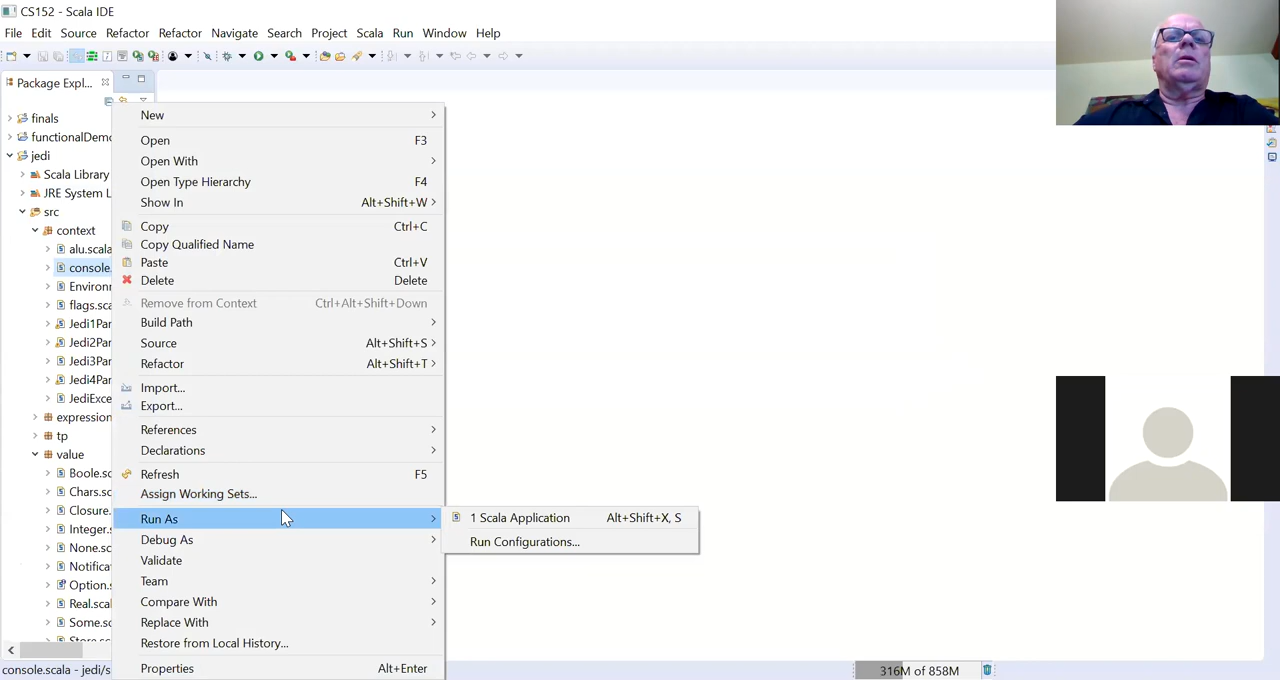 CS152 - Scala IDE
File Edit Source Refactor Refactor Navigate Search Project Scala Run Window Help
Package Expl...
finals
functionalDemo
jedi
Scala Library
JRE System L
src
context
alu.scala
console.
Environ
flags.sca
Jedi1Par
Jedi2Par
Jedi3Par
Jedi4Par
JediExce
expression
tp
value
Boole.sc
Chars.sc
Closure.
Integer.
None.sc
Notifica
Option.
Real.scal
Some.sc
Store.sc
New
Open F3
Open With
Open Type Hierarchy F4
Show In Alt+Shift+W
Copy Ctrl+C
Copy Qualified Name
Paste Ctrl+V
Delete Delete
Remove from Context Ctrl+Alt+Shift+Down
Build Path
Source Alt+Shift+S
Refactor Alt+Shift+T
Import...
Export...
References
Declarations
Refresh F5
Assign Working Sets...
Run As
Debug As
Validate
Team
Compare With
Replace With
Restore from Local History...
Properties Alt+Enter
1 Scala Application Alt+Shift+X, S
Run Configurations...
console.scala - jedi/s
316M of 858M